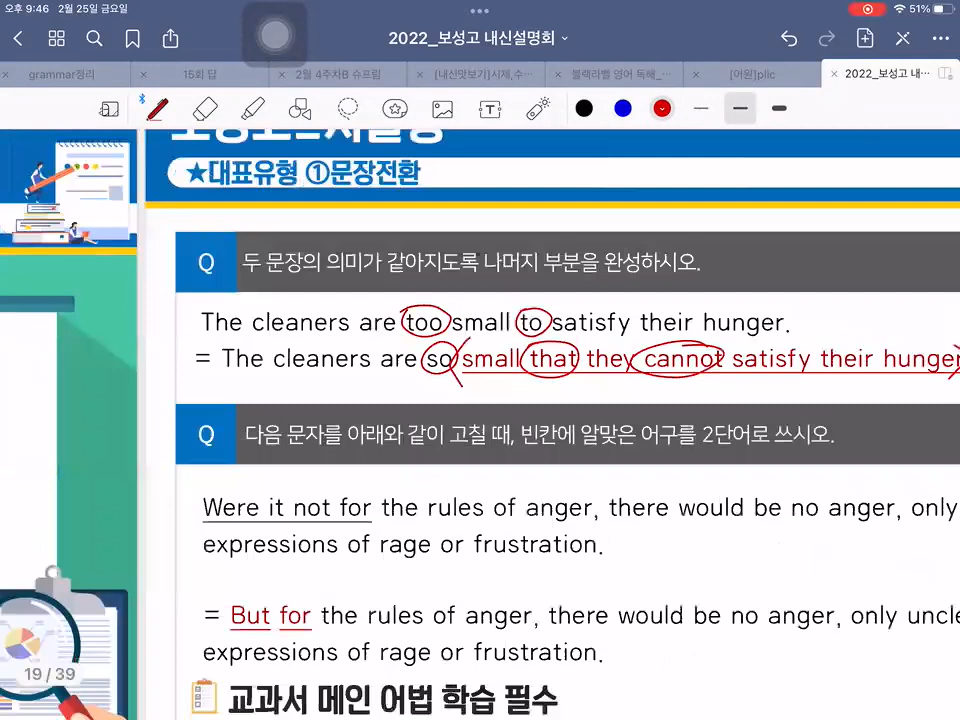 오후 9:46 2월 25일 금요일
51%
2022_보성고 내신설명회
grammar정리
15회 답
2월 4주차B 슈프림
[내신맛보기]시제,수…
블랙라벨 영어 독해_…
[아원]plic
2022_보성고 내…
★대표유형 ①문장전환
Q 두 문장의 의미가 같아지도록 나머지 부분을 완성하시오.
The cleaners are too small to satisfy their hunger.
= The cleaners are so small that they cannot satisfy their hunger
Q 다음 문자를 아래와 같이 고칠 때, 빈칸에 알맞은 어구를 2단어로 쓰시오.
Were it not for the rules of anger, there would be no anger, only
expressions of rage or frustration.
= But for the rules of anger, there would be no anger, only uncle
expressions of rage or frustration.
19 / 39
교과서 메인 어법 학습 필수